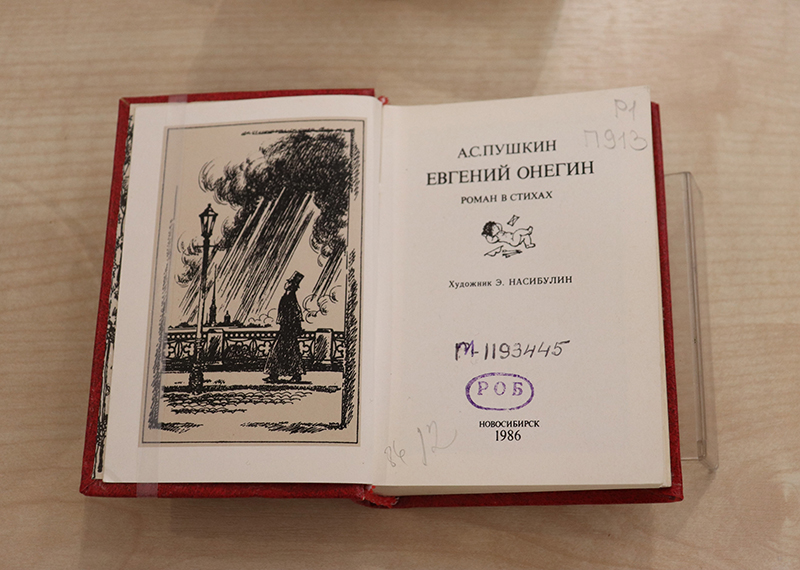 Р1
П913
А.С.ПУШКИН
ЕВГЕНИЙ ОНЕГИН
РОМАН В СТИХАХ
Художник Э. НАСИБУЛИН
М-1193445
РОБ
НОВОСИБИРСК
1986